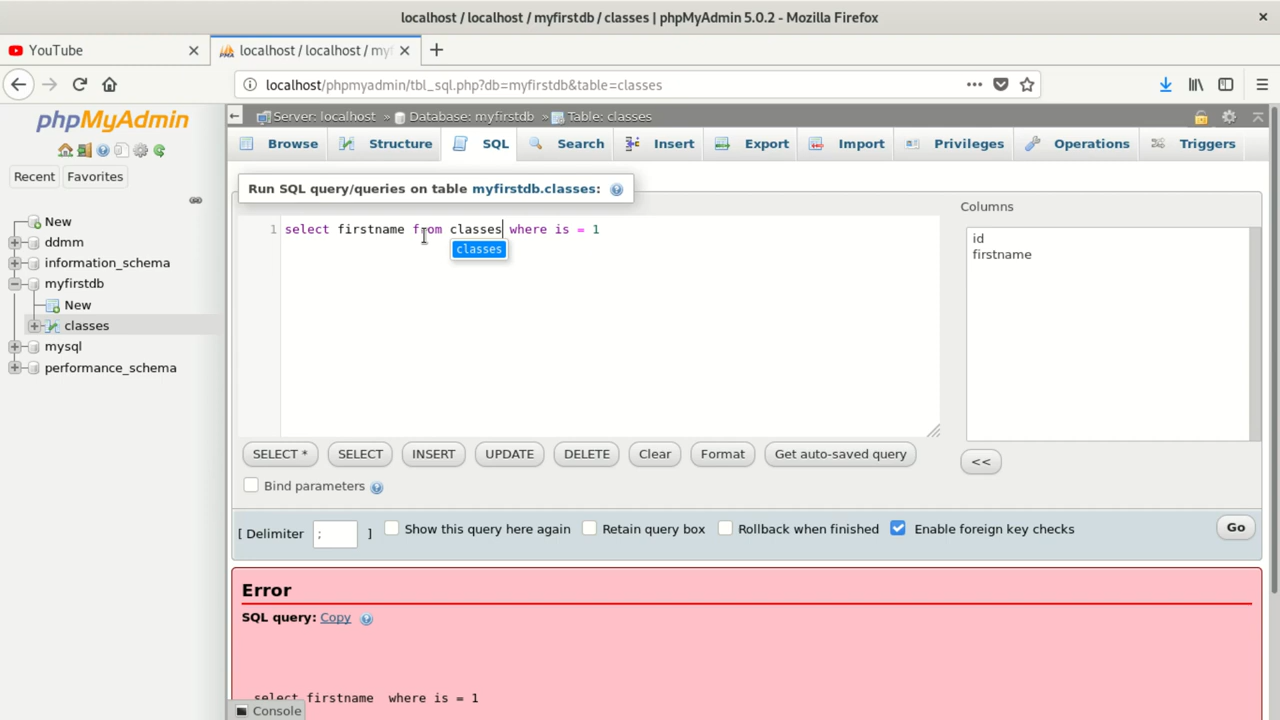 localhost / localhost / myfirstdb / classes | phpMyAdmin 5.0.2 - Mozilla Firefox
YouTube
localhost / localhost / my
localhost/phpmyadmin/tbl_sql.php?db=myfirstdb&table=classes
phpMyAdmin
Recent Favorites
New
ddmm
information_schema
myfirstdb
New
classes
mysql
performance_schema
Server: localhost » Database: myfirstdb » Table: classes
Browse Structure SQL Search Insert Export Import Privileges Operations Triggers
Run SQL query/queries on table myfirstdb.classes:
1 select firstname from classes where is = 1
classes
Columns
id
firstname
SELECT * SELECT INSERT UPDATE DELETE Clear Format Get auto-saved query
<<
Bind parameters
[ Delimiter ; ] Show this query here again Retain query box Rollback when finished Enable foreign key checks Go
Error
SQL query: Copy
select firstname where is = 1
Console